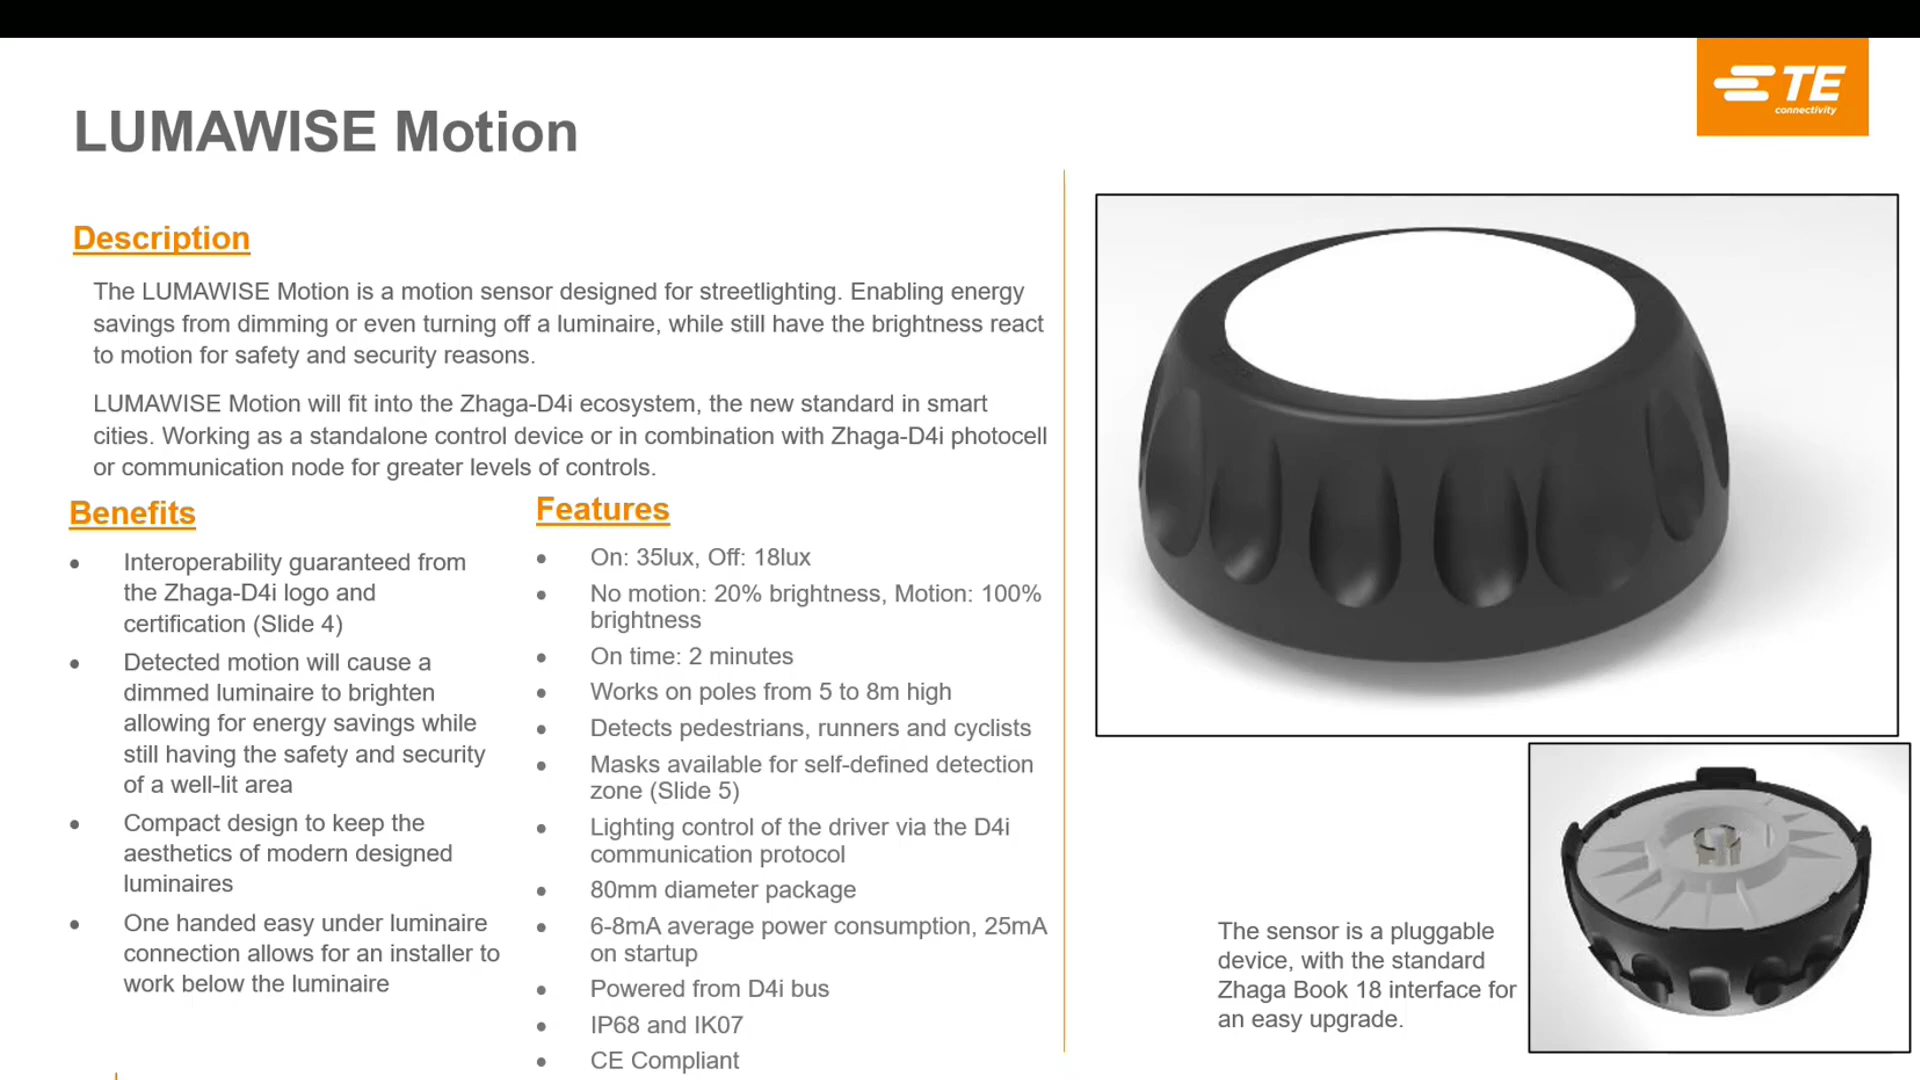 TE
connectivity
LUMAWISE Motion
Description
The LUMAWISE Motion is a motion sensor designed for streetlighting. Enabling energy
savings from dimming or even turning off a luminaire, while still have the brightness react
to motion for safety and security reasons.
LUMAWISE Motion will fit into the Zhaga-D4i ecosystem, the new standard in smart
cities. Working as a standalone control device or in combination with Zhaga-D4i photocell
or communication node for greater levels of controls.
Benefits
• Interoperability guaranteed from
the Zhaga-D4i logo and
certification (Slide 4)
• Detected motion will cause a
dimmed luminaire to brighten
allowing for energy savings while
still having the safety and security
of a well-lit area
• Compact design to keep the
aesthetics of modern designed
luminaires
• One handed easy under luminaire
connection allows for an installer to
work below the luminaire
Features
• On: 35lux, Off: 18lux
• No motion: 20% brightness, Motion: 100%
brightness
• On time: 2 minutes
• Works on poles from 5 to 8m high
• Detects pedestrians, runners and cyclists
• Masks available for self-defined detection
zone (Slide 5)
• Lighting control of the driver via the D4i
communication protocol
• 80mm diameter package
• 6-8mA average power consumption, 25mA
on startup
• Powered from D4i bus
• IP68 and IK07
• CE Compliant
The sensor is a pluggable
device, with the standard
Zhaga Book 18 interface for
an easy upgrade.